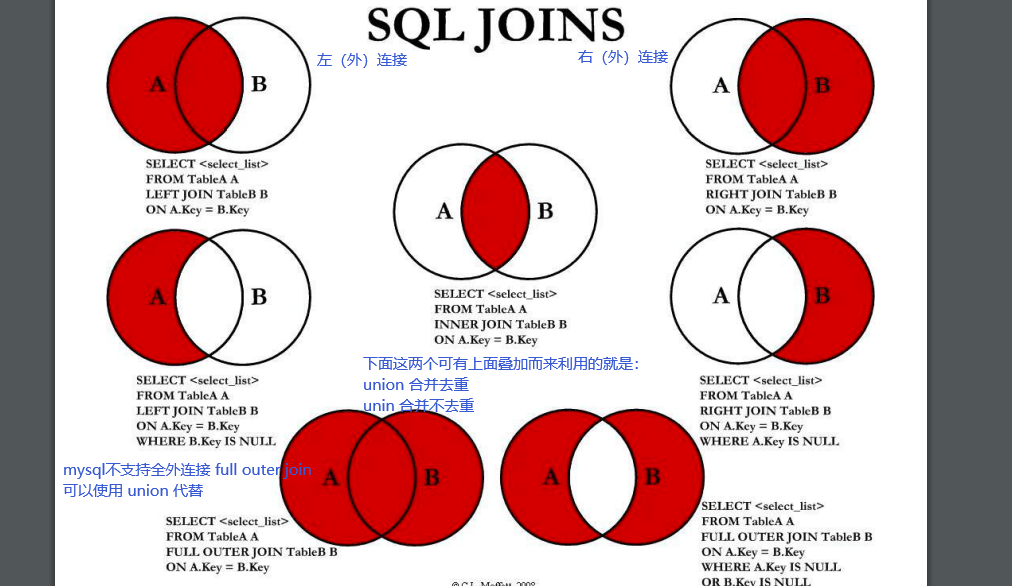 SQL JOINS
左（外）连接
右（外）连接
A
B
SELECT <select_list>
FROM TableA A
LEFT JOIN TableB B
ON A.Key = B.Key
A
B
SELECT <select_list>
FROM TableA A
RIGHT JOIN TableB B
ON A.Key = B.Key
A
B
SELECT <select_list>
FROM TableA A
INNER JOIN TableB B
ON A.Key = B.Key
A
B
SELECT <select_list>
FROM TableA A
LEFT JOIN TableB B
ON A.Key = B.Key
WHERE B.Key IS NULL
A
B
SELECT <select_list>
FROM TableA A
RIGHT JOIN TableB B
ON A.Key = B.Key
WHERE A.Key IS NULL
下面这两个可有上面叠加而来利用的就是：
union 合并去重
unin 合并不去重
mysql不支持全外连接 full outer join
可以使用 union 代替
A
B
SELECT <select_list>
FROM TableA A
FULL OUTER JOIN TableB B
ON A.Key = B.Key
A
B
SELECT <select_list>
FROM TableA A
FULL OUTER JOIN TableB B
ON A.Key = B.Key
WHERE A.Key IS NULL
OR B.Key IS NULL
© C.L. Moffatt, 2008